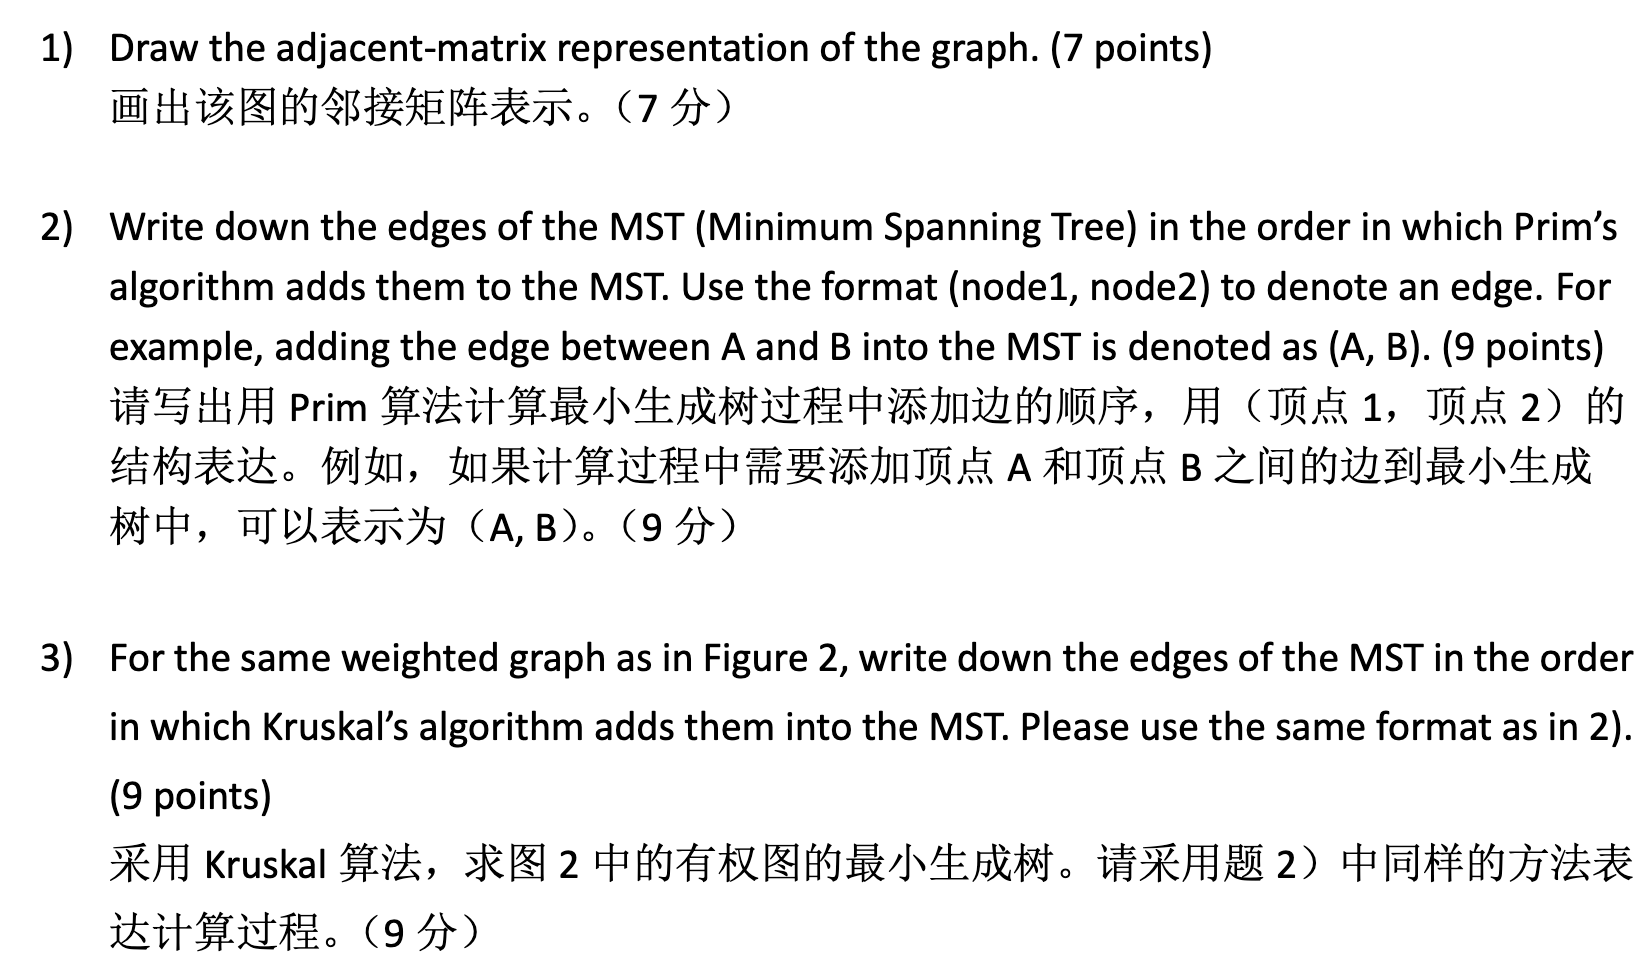 1) Draw the adjacent-matrix representation of the graph. (7 points)
画出该图的邻接矩阵表示。（7 分）
2) Write down the edges of the MST (Minimum Spanning Tree) in the order in which Prim’s
algorithm adds them to the MST. Use the format (node1, node2) to denote an edge. For
example, adding the edge between A and B into the MST is denoted as (A, B). (9 points)
请写出用 Prim 算法计算最小生成树过程中添加边的顺序，用（顶点 1，顶点 2）的
结构表达。例如，如果计算过程中需要添加顶点 A 和顶点 B 之间的边到最小生成
树中，可以表示为（A, B）。（9 分）
3) For the same weighted graph as in Figure 2, write down the edges of the MST in the order
in which Kruskal’s algorithm adds them into the MST. Please use the same format as in 2).
(9 points)
采用 Kruskal 算法，求图 2 中的有权图的最小生成树。请采用题 2）中同样的方法表
达计算过程。（9 分）